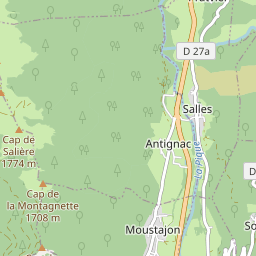 D 27a
Salles
Cap de
Salière
1774 m
Antignac
Cap de
la Montagnette
1708 m
Moustajon